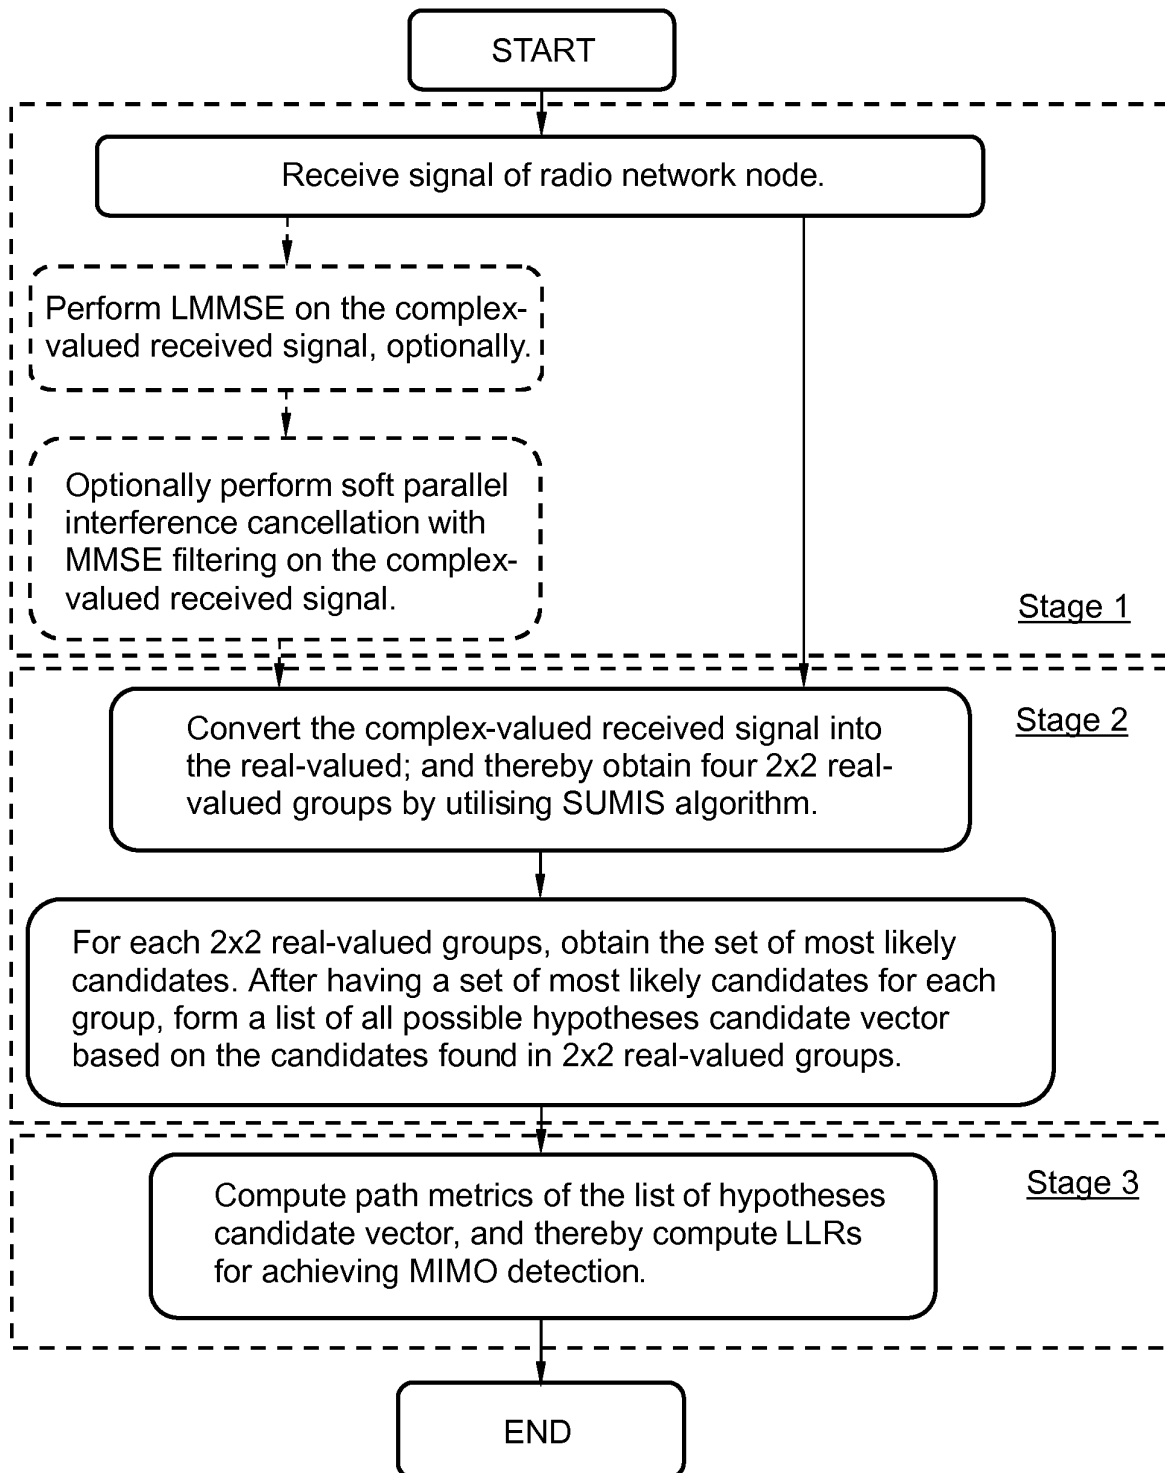 START
Receive signal of radio network node.
Perform LMMSE on the complex-
valued received signal, optionally.
Optionally perform soft parallel
interference cancellation with
MMSE filtering on the complex-
valued received signal.
Stage 1
Convert the complex-valued received signal into
the real-valued; and thereby obtain four 2x2 real-
valued groups by utilising SUMIS algorithm.
Stage 2
For each 2x2 real-valued groups, obtain the set of most likely
candidates. After having a set of most likely candidates for each
group, form a list of all possible hypotheses candidate vector
based on the candidates found in 2x2 real-valued groups.
Compute path metrics of the list of hypotheses
candidate vector, and thereby compute LLRs
for achieving MIMO detection.
Stage 3
END